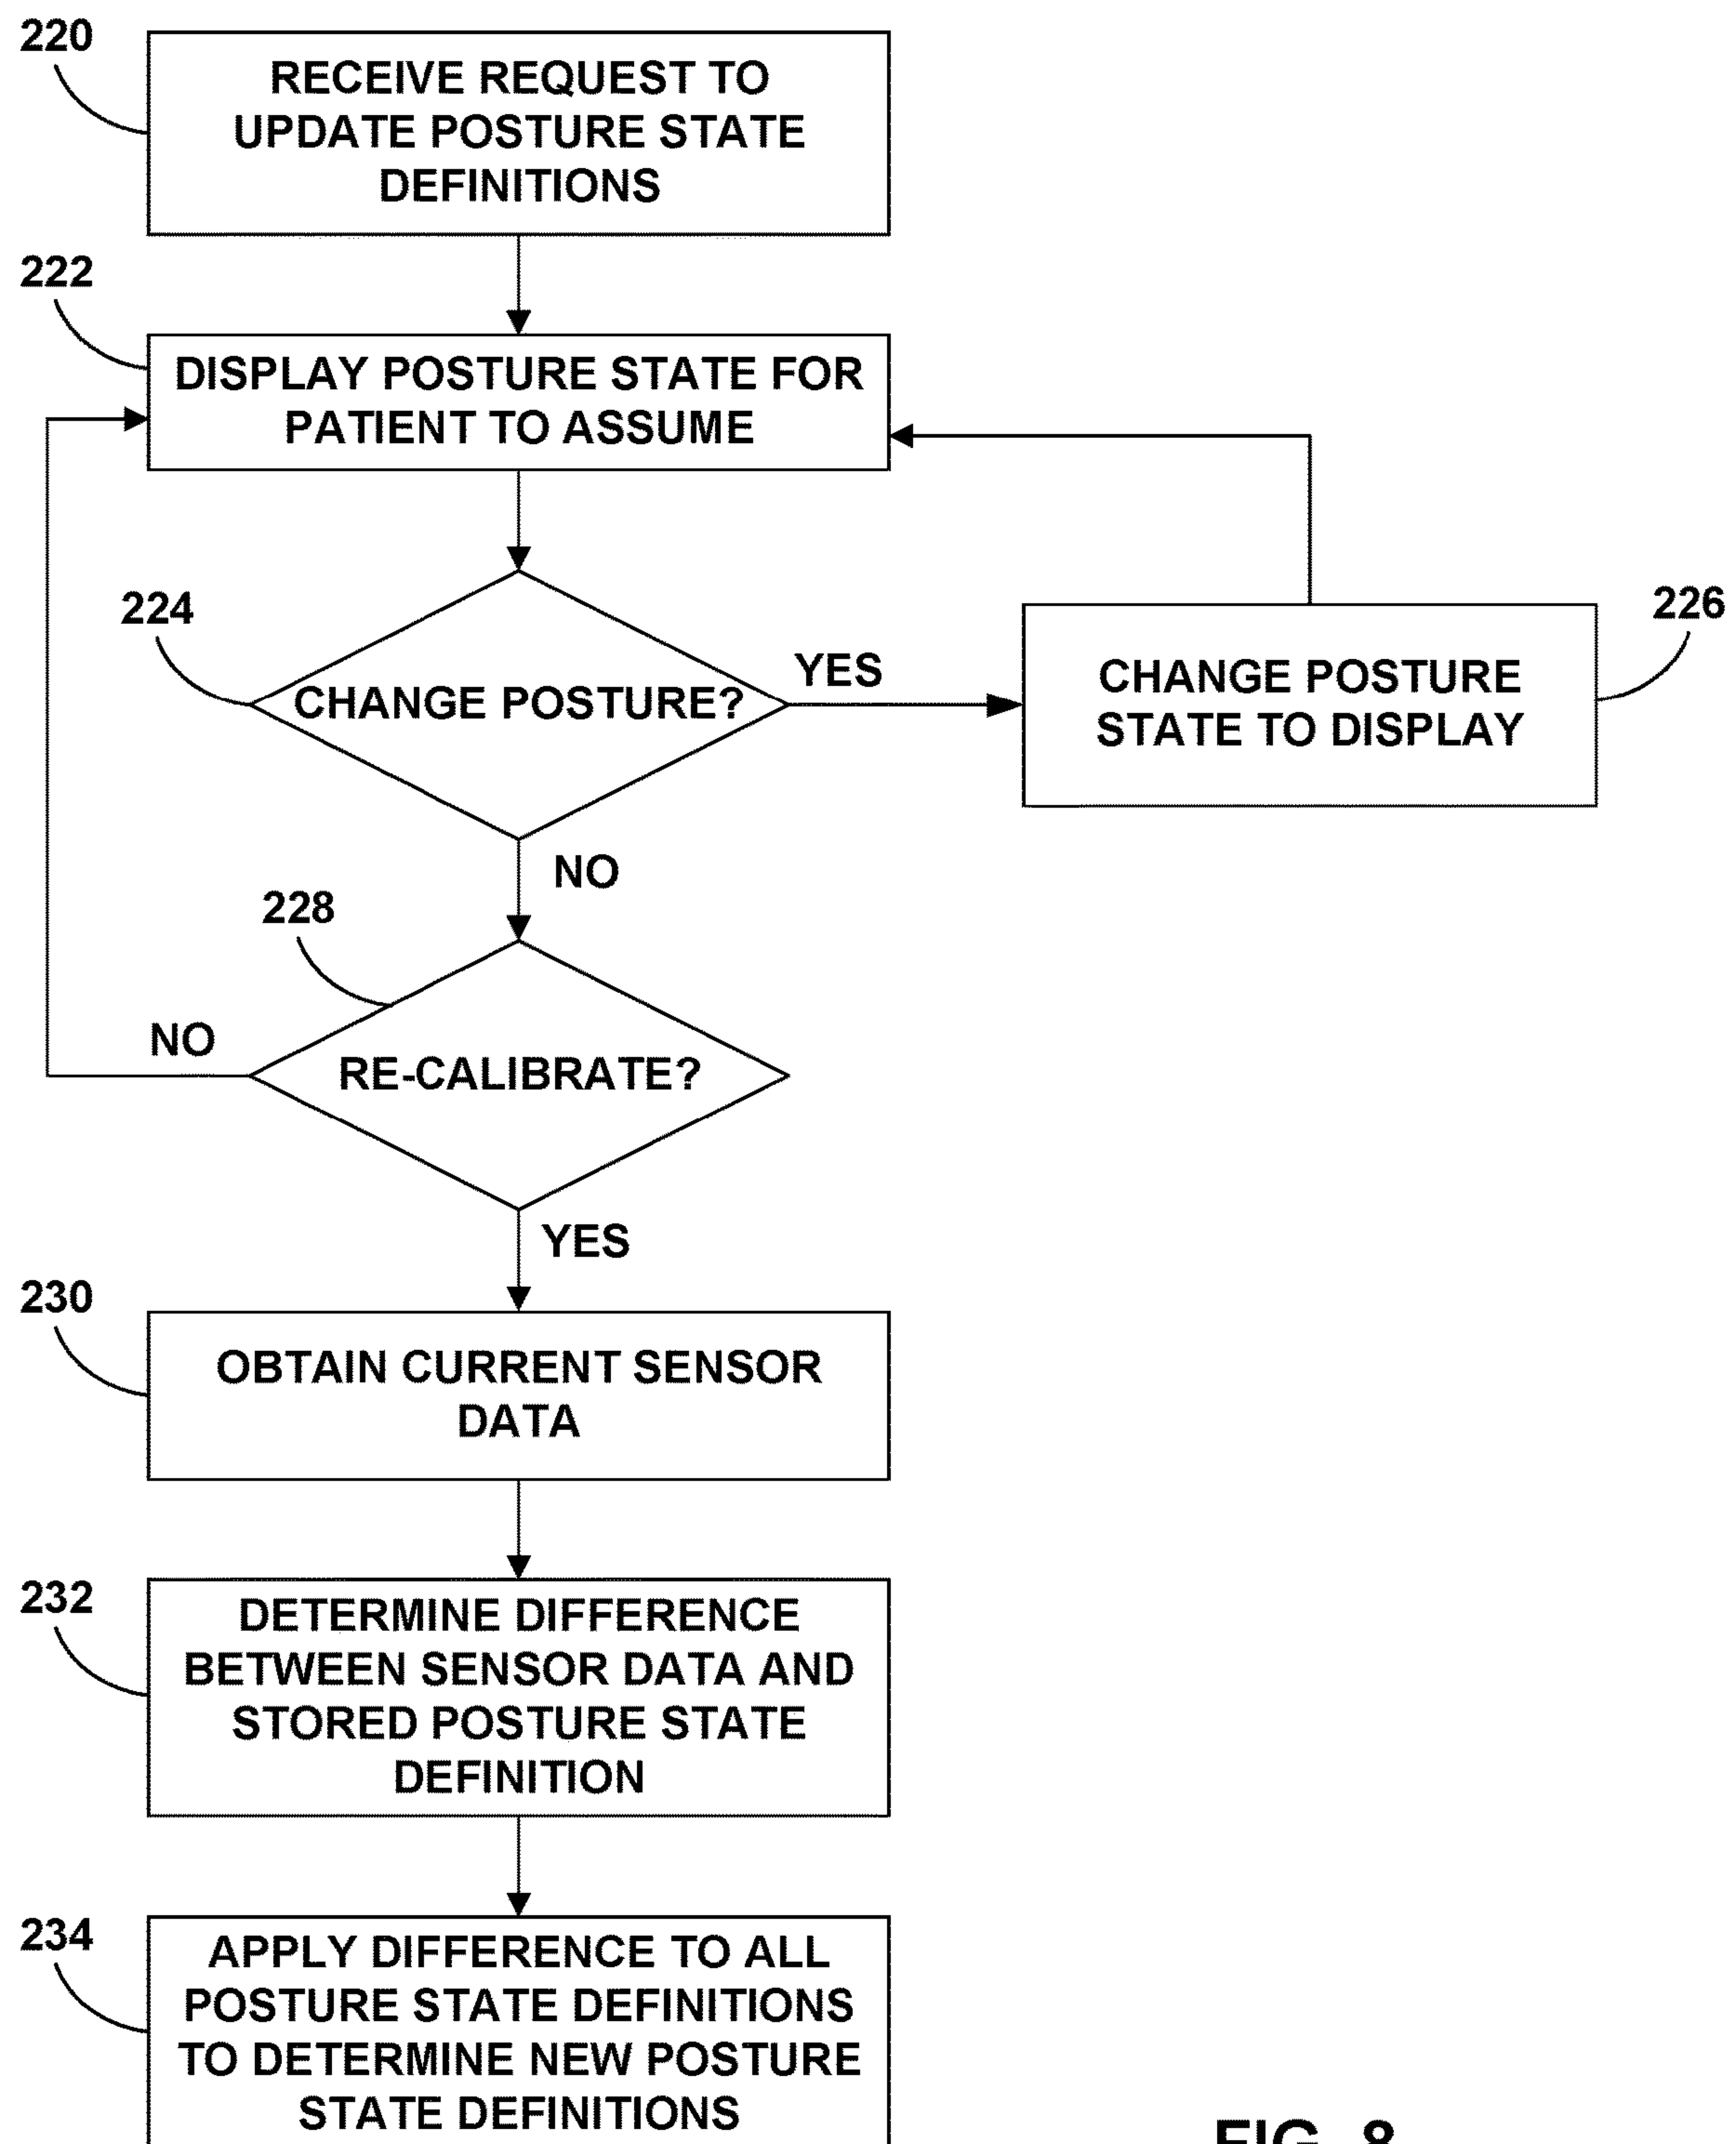 220
RECEIVE REQUEST TO
UPDATE POSTURE STATE
DEFINITIONS
222
DISPLAY POSTURE STATE FOR
PATIENT TO ASSUME
224
CHANGE POSTURE?
YES
226
CHANGE POSTURE
STATE TO DISPLAY
NO
228
NO
RE-CALIBRATE?
YES
230
OBTAIN CURRENT SENSOR
DATA
232
DETERMINE DIFFERENCE
BETWEEN SENSOR DATA AND
STORED POSTURE STATE
DEFINITION
234
APPLY DIFFERENCE TO ALL
POSTURE STATE DEFINITIONS
TO DETERMINE NEW POSTURE
STATE DEFINITIONS
FIG. 8